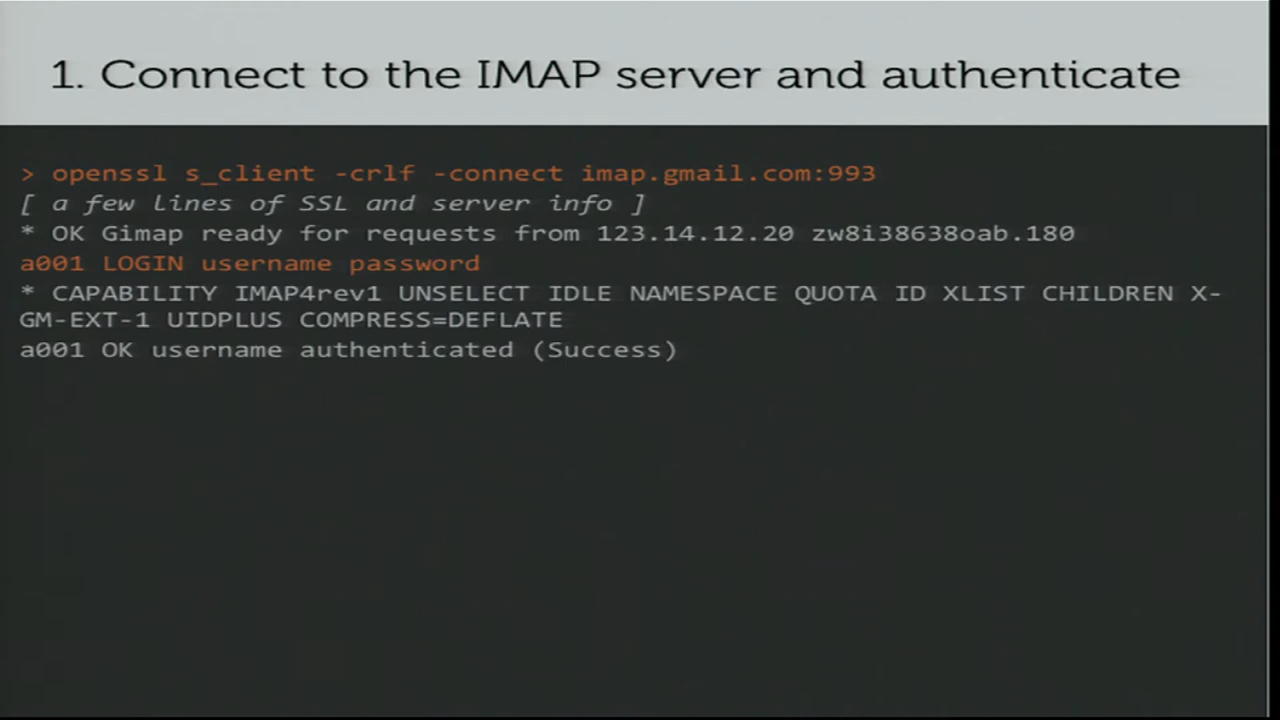 1. Connect to the IMAP server and authenticate
> openssl s_client -crlf -connect imap.gmail.com:993
[ a few lines of SSL and server info ]
* OK Gimap ready for requests from 123.14.12.20 zw8i38638oab.180
a001 LOGIN username password
* CAPABILITY IMAP4rev1 UNSELECT IDLE NAMESPACE QUOTA ID XLIST CHILDREN X-
GM-EXT-1 UIDPLUS COMPRESS=DEFLATE
a001 OK username authenticated (Success)